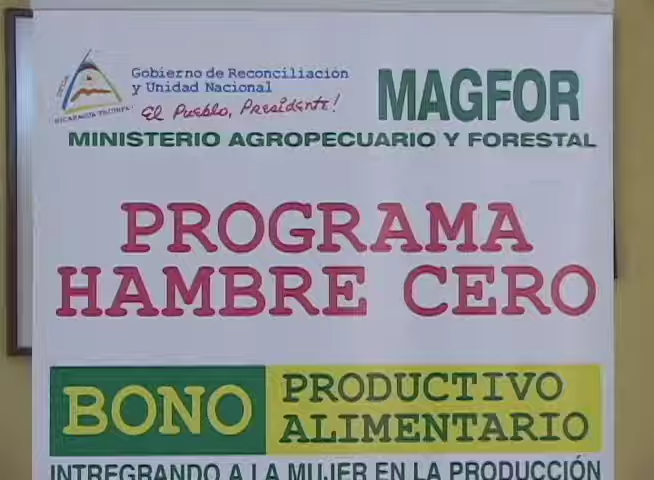 Gobierno de Reconciliación
y Unidad Nacional
El Pueblo, Presidente!
MAGFOR
MINISTERIO AGROPECUARIO Y FORESTAL
PROGRAMA
HAMBRE CERO
BONO
PRODUCTIVO
ALIMENTARIO
INTREGRANDO A LA MUJER EN LA PRODUCCIÓN